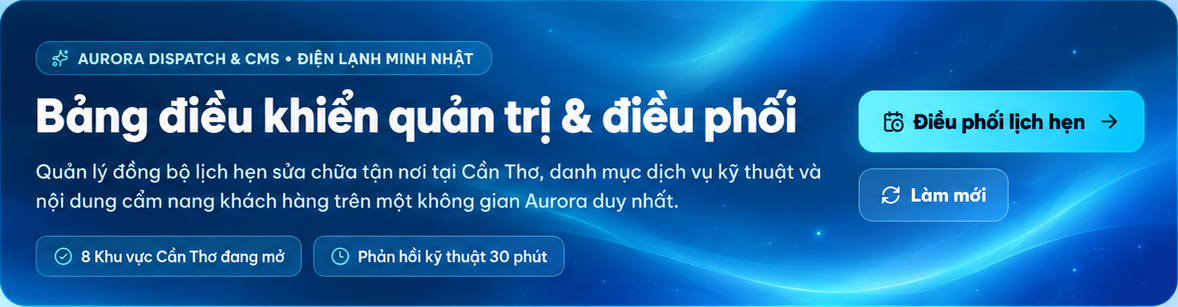 AURORA DISPATCH & CMS • ĐIỆN LẠNH MINH NHẬT
Bảng điều khiển quản trị & điều phối
Quản lý đồng bộ lịch hẹn sửa chữa tận nơi tại Cần Thơ, danh mục dịch vụ kỹ thuật và
nội dung cẩm nang khách hàng trên một không gian Aurora duy nhất.
8 Khu vực Cần Thơ đang mở
Phản hồi kỹ thuật 30 phút
Điều phối lịch hẹn
Làm mới